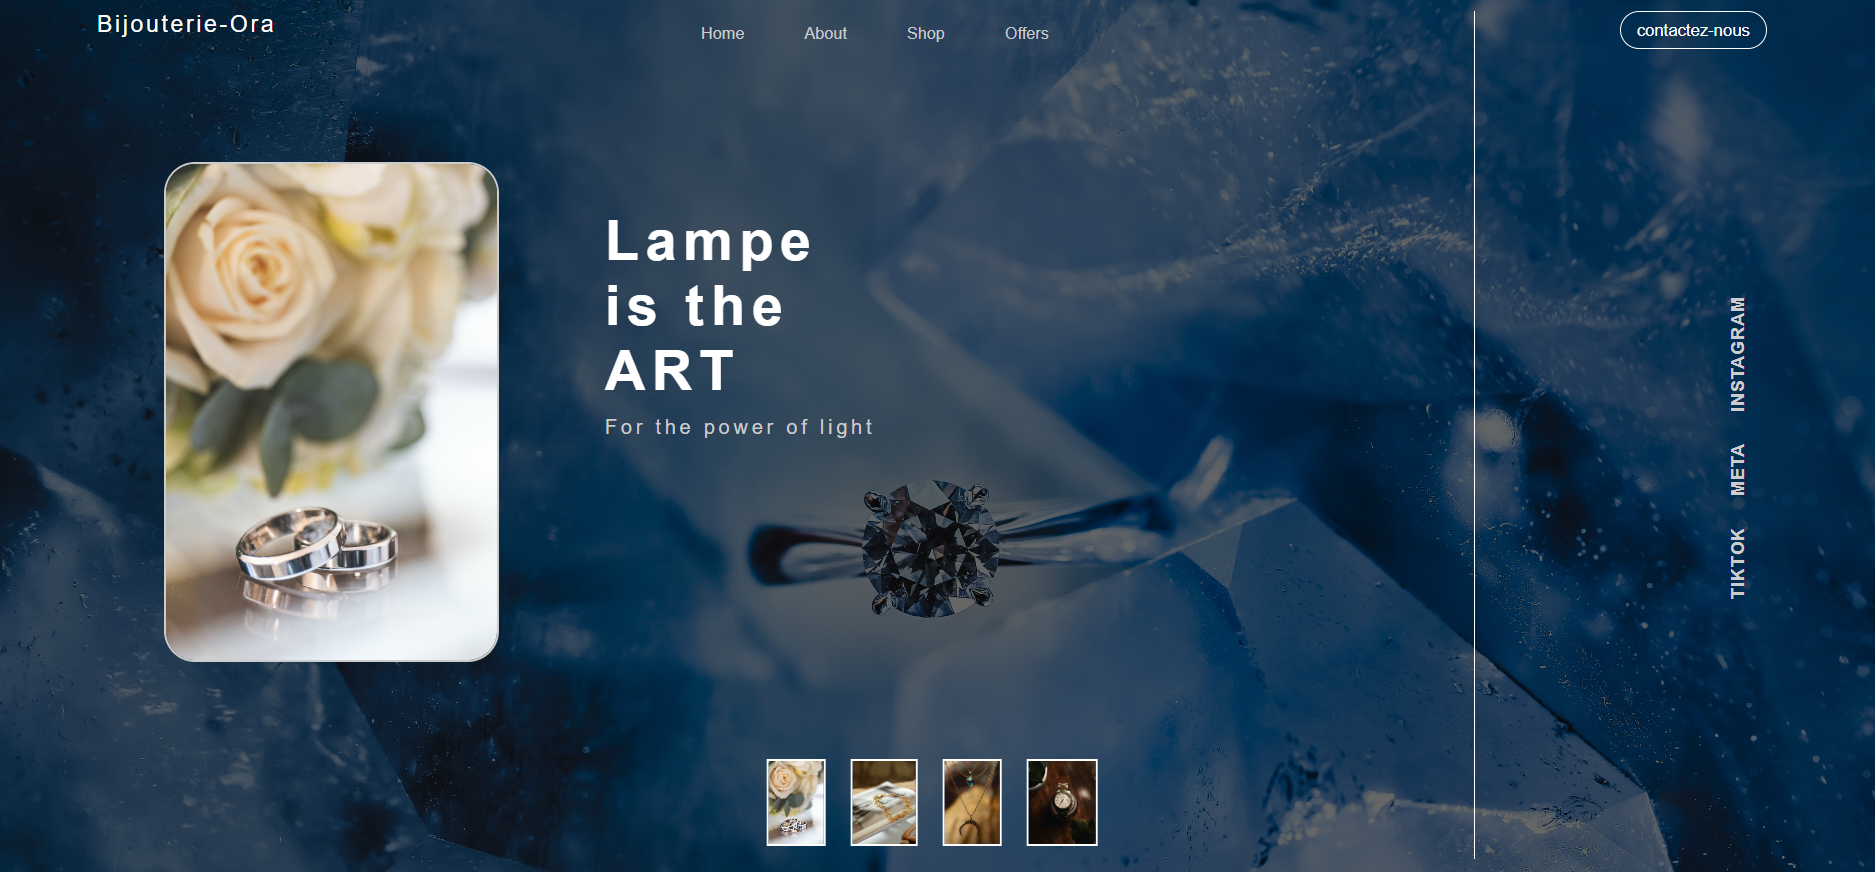 Bijouterie-Ora
Home
About
Shop
Offers
contactez-nous
Lampe
is the
ART
For the power of light
INSTAGRAM
META
TIKTOK